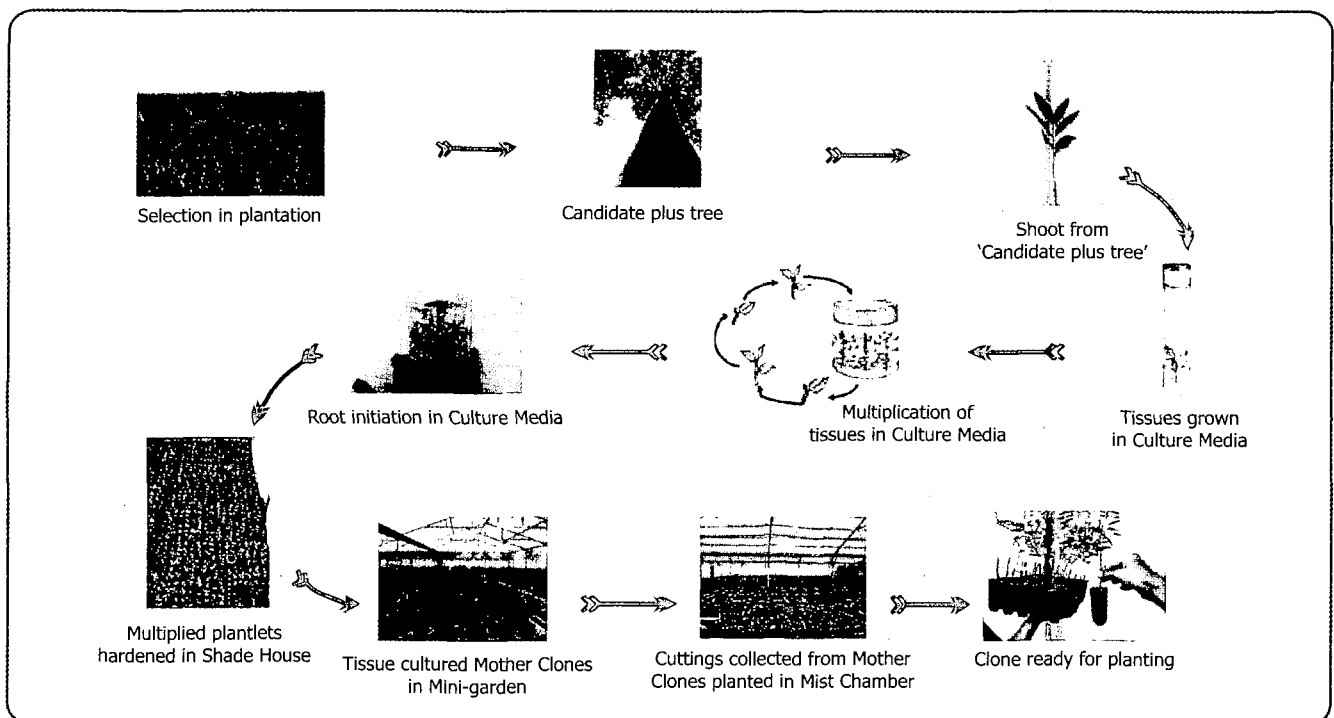 Selection in plantation
Candidate plus tree
Shoot from
'Candidate plus tree'
Tissues grown
in Culture Media
Multiplication of
tissues in Culture Media
Root initiation in Culture Media
Multiplied plantlets
hardened in Shade House
Tissue cultured Mother Clones
in Mini-garden
Cuttings collected from Mother
Clones planted in Mist Chamber
Clone ready for planting